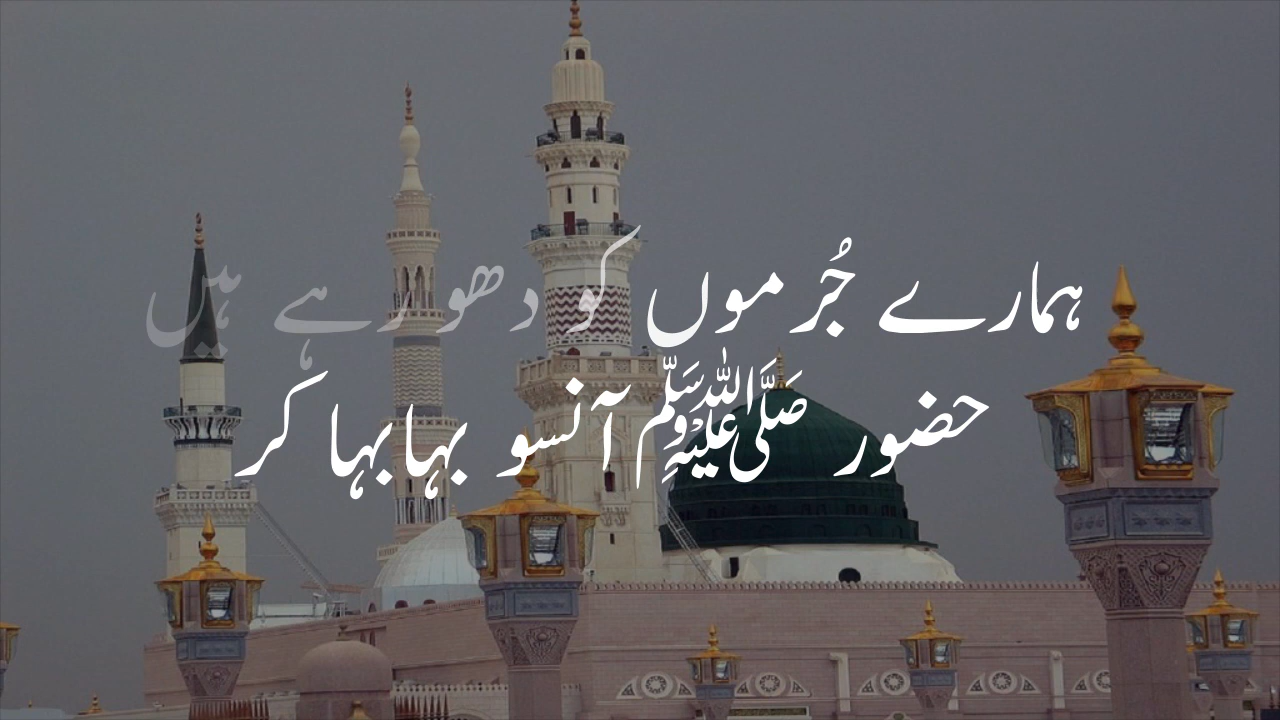 ہمارے جُرموں کو دھو رہے ہیں
حضور ﷺ آنسو بہا بہا کر